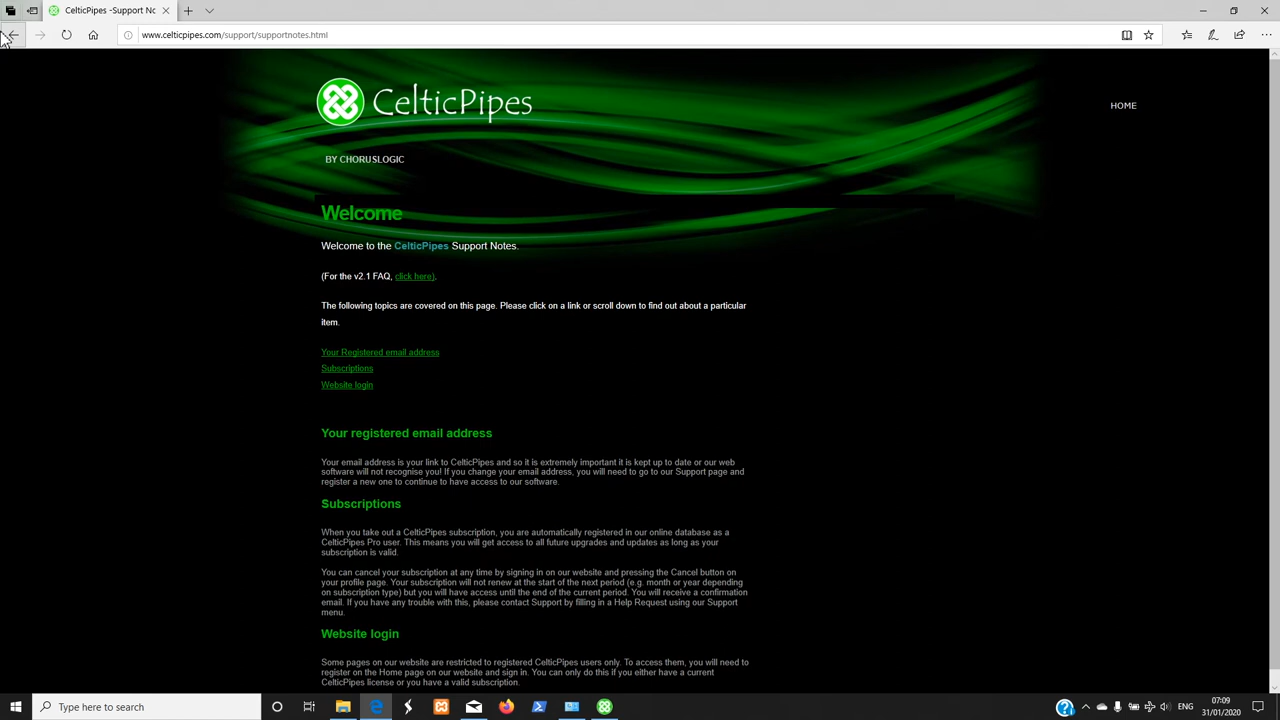 CelticPipes -Support No
www.celticpipes.com/support/supportnotes.html
CelticPipes
HOME
BY CHORUSLOGIC
Welcome
Welcome to the CelticPipes Support Notes.
(For the v2.1 FAQ, click here).
The following topics are covered on this page. Please click on a link or scroll down to find out about a particular
item.
Your Registered email address
Subscriptions
Website login
Your registered email address
Your email address is your link to CelticPipes and so it is extremely important it is kept up to date or our web
software will not recognise you! If you change your email address, you will need to go to our Support page and
register a new one to continue to have access to our software.
Subscriptions
When you take out a CelticPipes subscription, you are automatically registered in our online database as a
CelticPipes Pro user. This means you will get access to all future upgrades and updates as long as your
subscription is valid.
You can cancel your subscription at any time by signing in on our website and pressing the Cancel button on
your profile page. Your subscription will not renew at the start of the next period (e.g. month or year depending
on subscription type) but you will have access until the end of the current period. You will receive a confirmation
email. If you have any trouble with this, please contact Support by filling in a Help Request using our Support
menu.
Website login
Some pages on our website are restricted to registered CelticPipes users only. To access them, you will need to
register on the Home page on our website and sign in. You can only do this if you either have a current
CelticPipes license or you have a valid subscription.
Type here to search
ENG
07:09
31/01/2020